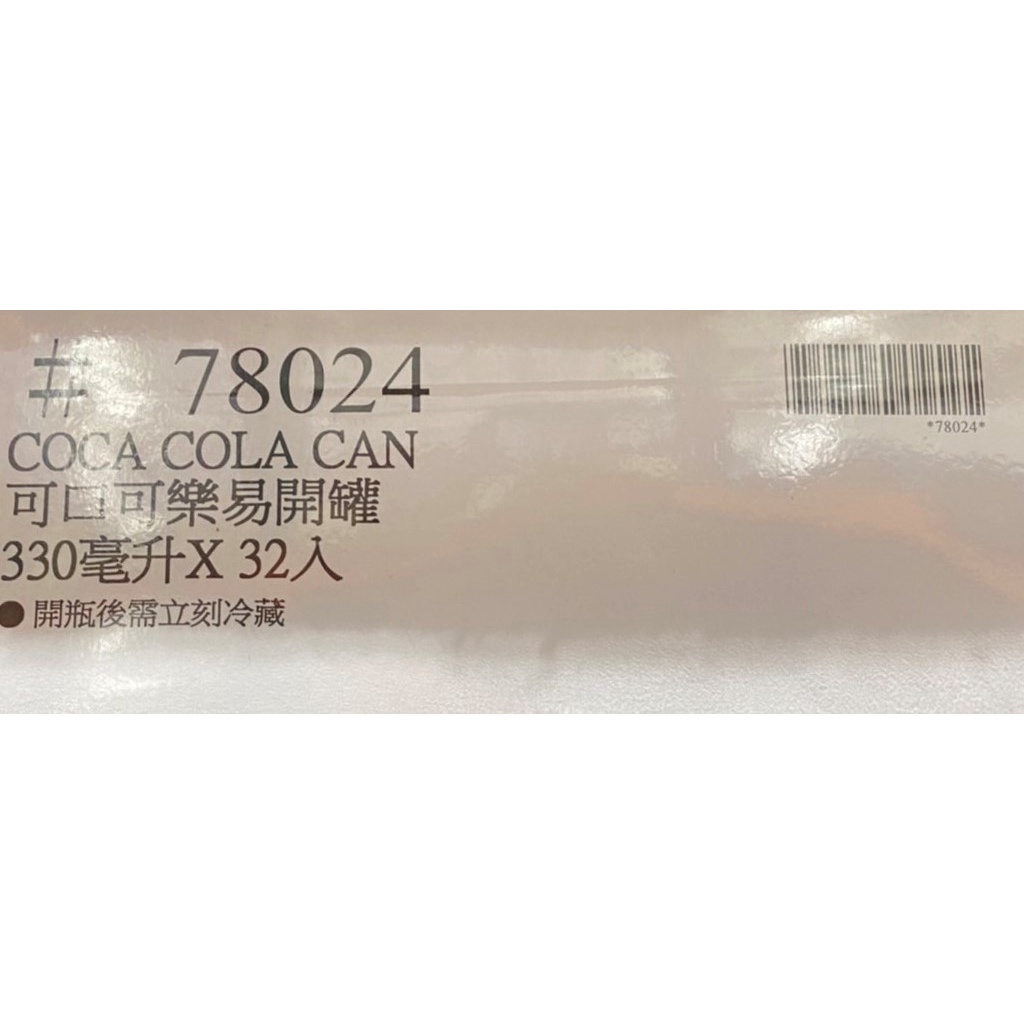 # 78024
*78024*
COCA COLA CAN
可口可樂易開罐
330毫升X 32入
● 開瓶後需立刻冷藏